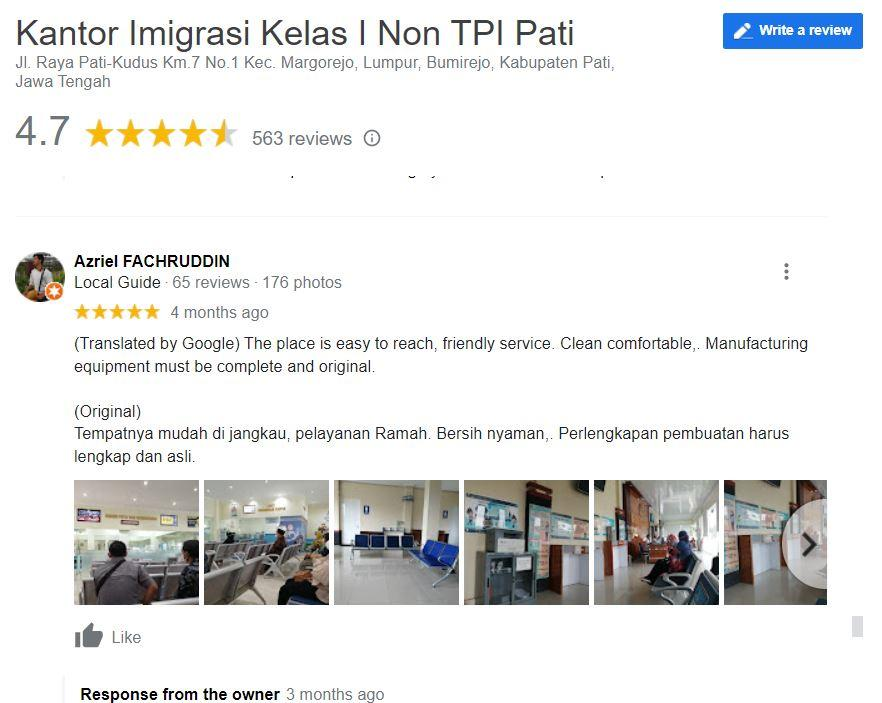 Kantor Imigrasi Kelas I Non TPI Pati
Write a review
Jl. Raya Pati-Kudus Km.7 No.1 Kec. Margorejo, Lumpur, Bumirejo, Kabupaten Pati,
Jawa Tengah
4.7
563 reviews
Azriel FACHRUDDIN
Local Guide · 65 reviews · 176 photos
4 months ago
(Translated by Google) The place is easy to reach, friendly service. Clean comfortable,. Manufacturing
equipment must be complete and original.
(Original)
Tempatnya mudah di jangkau, pelayanan Ramah. Bersih nyaman,. Perlengkapan pembuatan harus
lengkap dan asli.
Like
Response from the owner 3 months ago